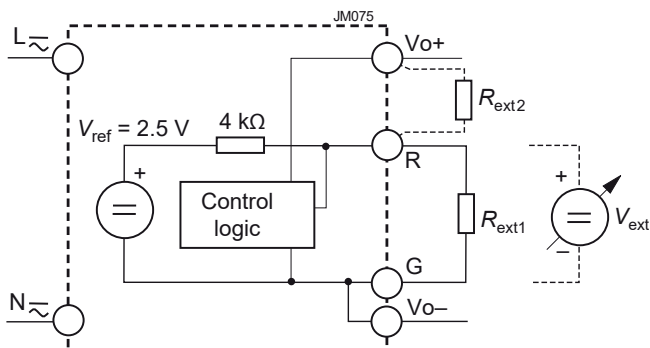 JM075
L
Vo+
Rext2
Vref = 2.5 V
4 kΩ
R
+
Control
logic
Rext1
+
Vext
–
G
N
Vo–